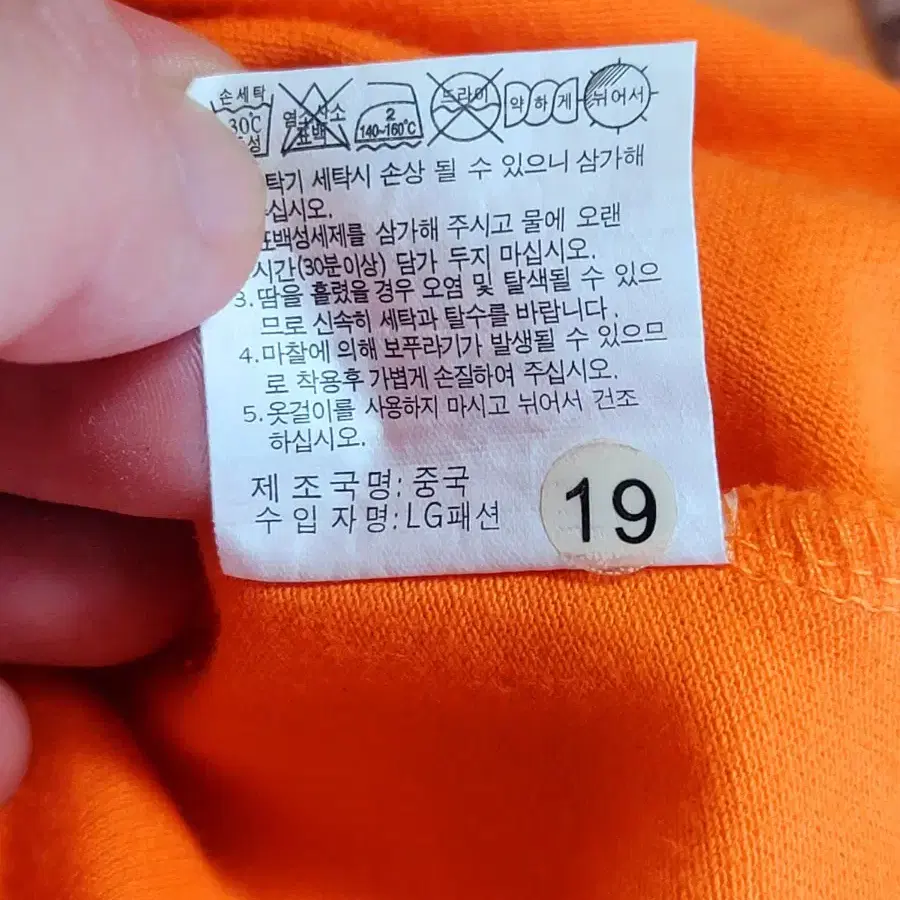 손세탁
30℃
성
염소 산소
표백
2
140~160℃
드라이
약하게
뉘어서
탁기 세탁시 손상 될 수 있으니 삼가해
십시오.
표백성세제를 삼가해 주시고 물에 오랜
시간(30분이상) 담가 두지 마십시오.
3. 땀을 흘렸을 경우 오염 및 탈색될 수 있으
므로 신속히 세탁과 탈수를 바랍니다.
4. 마찰에 의해 보푸라기가 발생될 수 있으므
로 착용후 가볍게 손질하여 주십시오.
5. 옷걸이를 사용하지 마시고 뉘어서 건조
하십시오.
제조국명: 중국
수입자명: LG패션
19